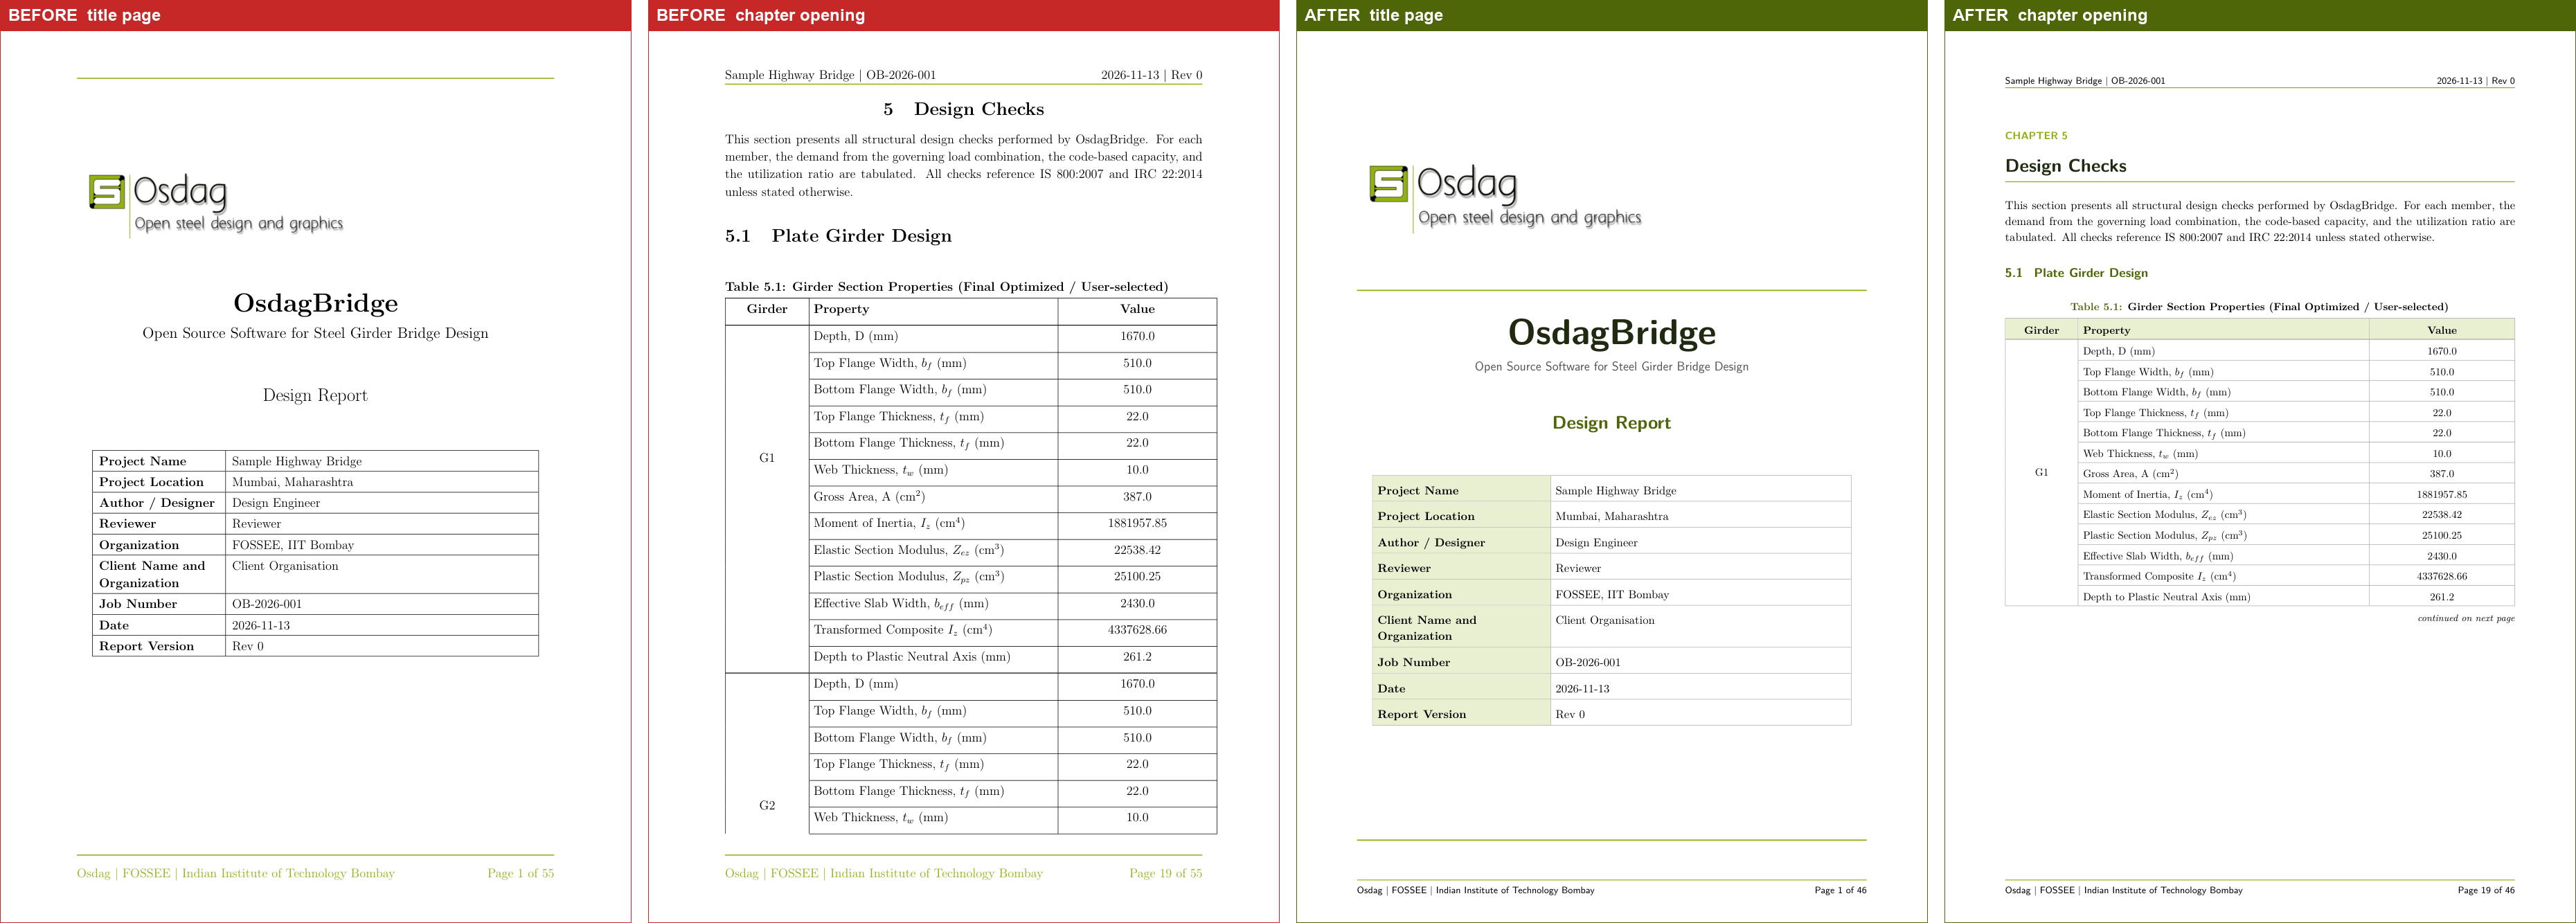 BEFORE title page
Osdag
Open steel design and graphics
OsdagBridge
Open Source Software for Steel Girder Bridge Design
Design Report
Project Name Sample Highway Bridge
Project Location Mumbai, Maharashtra
Author / Designer Design Engineer
Reviewer Reviewer
Organization FOSSEE, IIT Bombay
Client Name and Client Organisation
Organization
Job Number OB-2026-001
Date 2026-11-13
Report Version Rev 0
Osdag | FOSSEE | Indian Institute of Technology Bombay Page 1 of 55
BEFORE chapter opening
Sample Highway Bridge | OB-2026-001 2026-11-13 | Rev 0
5 Design Checks
This section presents all structural design checks performed by OsdagBridge. For each
member, the demand from the governing load combination, the code-based capacity, and
the utilization ratio are tabulated. All checks reference IS 800:2007 and IRC 22:2014
unless stated otherwise.
5.1 Plate Girder Design
Table 5.1: Girder Section Properties (Final Optimized / User-selected)
Girder Property Value
Depth, D (mm) 1670.0
Top Flange Width, b_f (mm) 510.0
Bottom Flange Width, b_f (mm) 510.0
Top Flange Thickness, t_f (mm) 22.0
Bottom Flange Thickness, t_f (mm) 22.0
G1
Web Thickness, t_w (mm) 10.0
Gross Area, A (cm²) 387.0
Moment of Inertia, I_z (cm⁴) 1881957.85
Elastic Section Modulus, Z_ez (cm³) 22538.42
Plastic Section Modulus, Z_pz (cm³) 25100.25
Effective Slab Width, b_eff (mm) 2430.0
Transformed Composite I_z (cm⁴) 4337628.66
Depth to Plastic Neutral Axis (mm) 261.2
Depth, D (mm) 1670.0
Top Flange Width, b_f (mm) 510.0
Bottom Flange Width, b_f (mm) 510.0
Top Flange Thickness, t_f (mm) 22.0
Bottom Flange Thickness, t_f (mm) 22.0
G2
Web Thickness, t_w (mm) 10.0
Osdag | FOSSEE | Indian Institute of Technology Bombay Page 19 of 55
AFTER title page
Osdag
Open steel design and graphics
OsdagBridge
Open Source Software for Steel Girder Bridge Design
Design Report
Project Name Sample Highway Bridge
Project Location Mumbai, Maharashtra
Author / Designer Design Engineer
Reviewer Reviewer
Organization FOSSEE, IIT Bombay
Client Name and Client Organisation
Organization
Job Number OB-2026-001
Date 2026-11-13
Report Version Rev 0
Osdag | FOSSEE | Indian Institute of Technology Bombay Page 1 of 46
AFTER chapter opening
Sample Highway Bridge | OB-2026-001 2026-11-13 | Rev 0
CHAPTER 5
Design Checks
This section presents all structural design checks performed by OsdagBridge. For each member, the
demand from the governing load combination, the code-based capacity, and the utilization ratio are
tabulated. All checks reference IS 800:2007 and IRC 22:2014 unless stated otherwise.
5.1 Plate Girder Design
Table 5.1: Girder Section Properties (Final Optimized / User-selected)
Girder Property Value
Depth, D (mm) 1670.0
Top Flange Width, b_f (mm) 510.0
Bottom Flange Width, b_f (mm) 510.0
Top Flange Thickness, t_f (mm) 22.0
Bottom Flange Thickness, t_f (mm) 22.0
Web Thickness, t_w (mm) 10.0
G1 Gross Area, A (cm²) 387.0
Moment of Inertia, I_z (cm⁴) 1881957.85
Elastic Section Modulus, Z_ez (cm³) 22538.42
Plastic Section Modulus, Z_pz (cm³) 25100.25
Effective Slab Width, b_eff (mm) 2430.0
Transformed Composite I_z (cm⁴) 4337628.66
Depth to Plastic Neutral Axis (mm) 261.2
continued on next page
Osdag | FOSSEE | Indian Institute of Technology Bombay Page 19 of 46